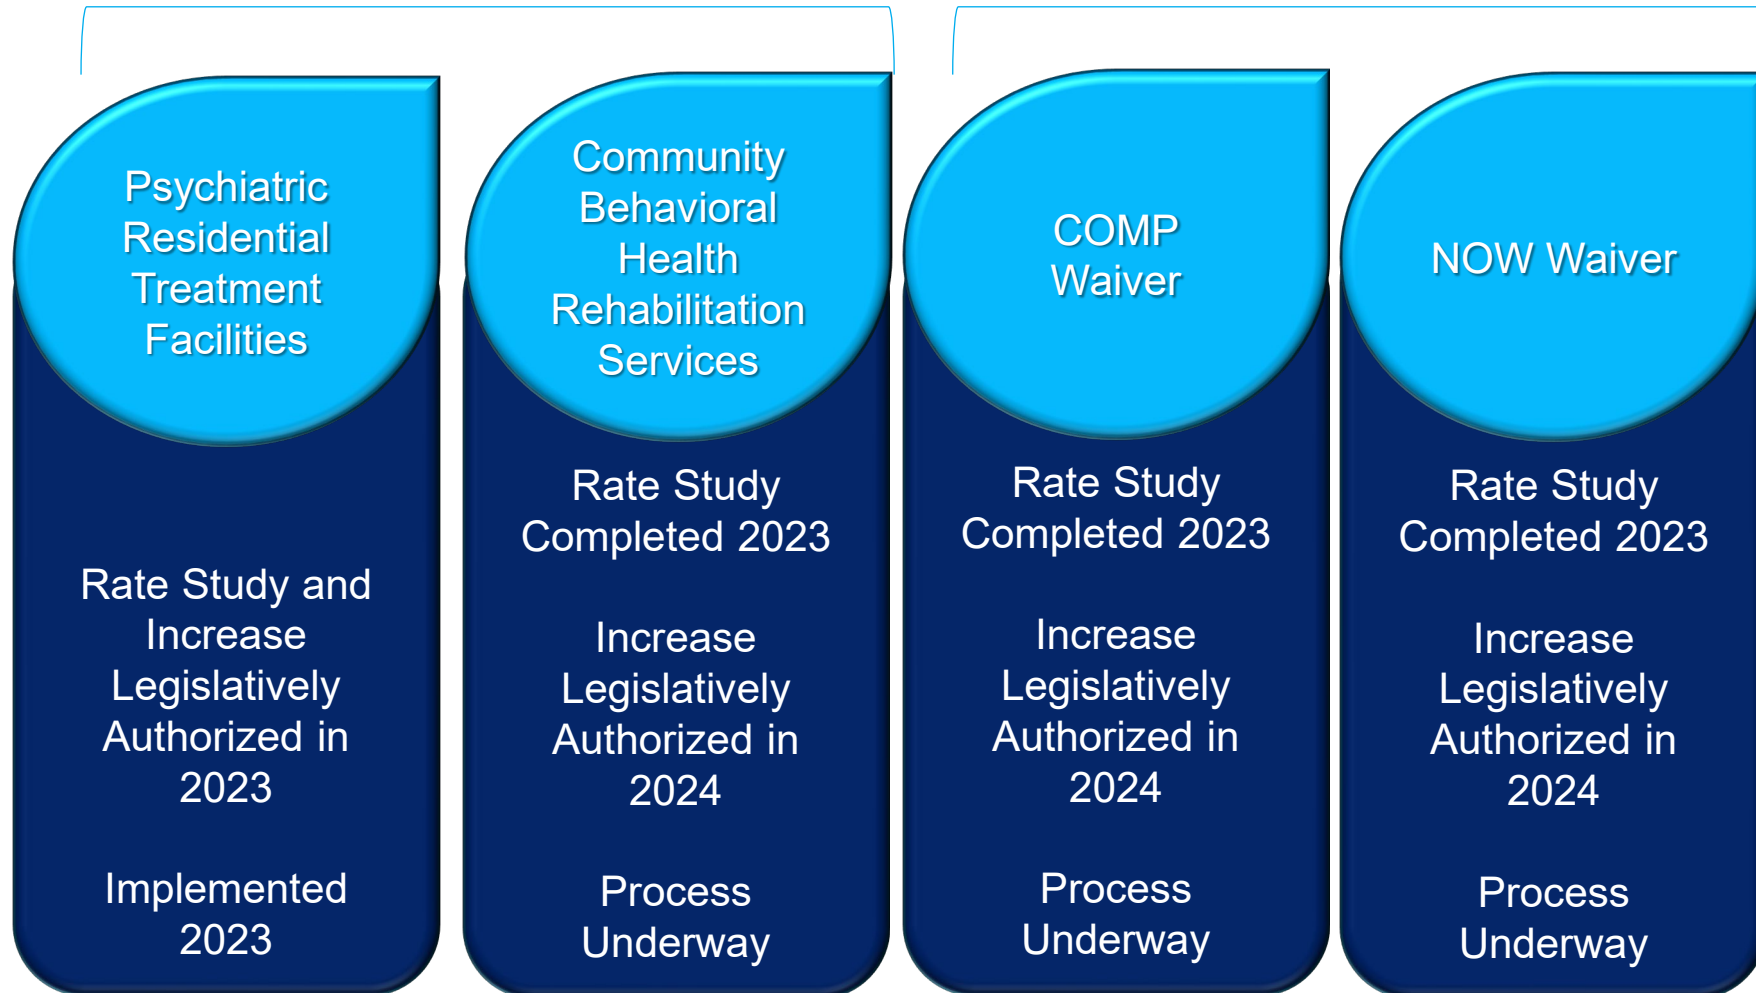 Psychiatric
Residential
Treatment
Facilities
Rate Study and
Increase
Legislatively
Authorized in
2023
Implemented
2023
Community
Behavioral
Health
Rehabilitation
Services
Rate Study
Completed 2023
Increase
Legislatively
Authorized in
2024
Process
Underway
COMP
Waiver
Rate Study
Completed 2023
Increase
Legislatively
Authorized in
2024
Process
Underway
NOW Waiver
Rate Study
Completed 2023
Increase
Legislatively
Authorized in
2024
Process
Underway